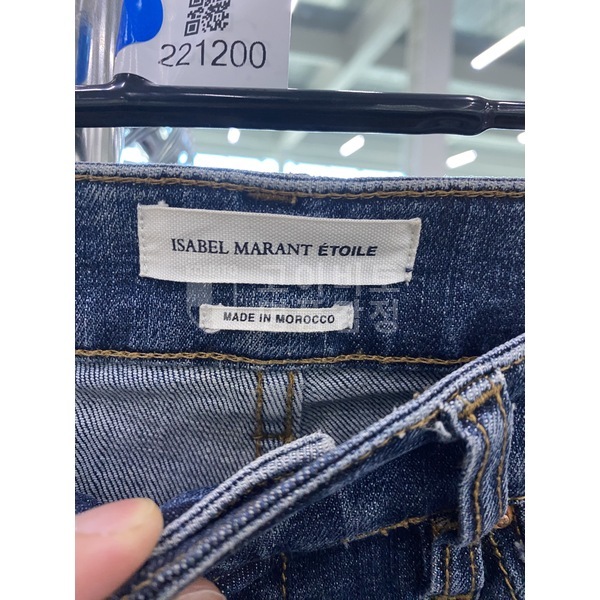 221200
ISABEL MARANT ÉTOILE
MADE IN MOROCCO